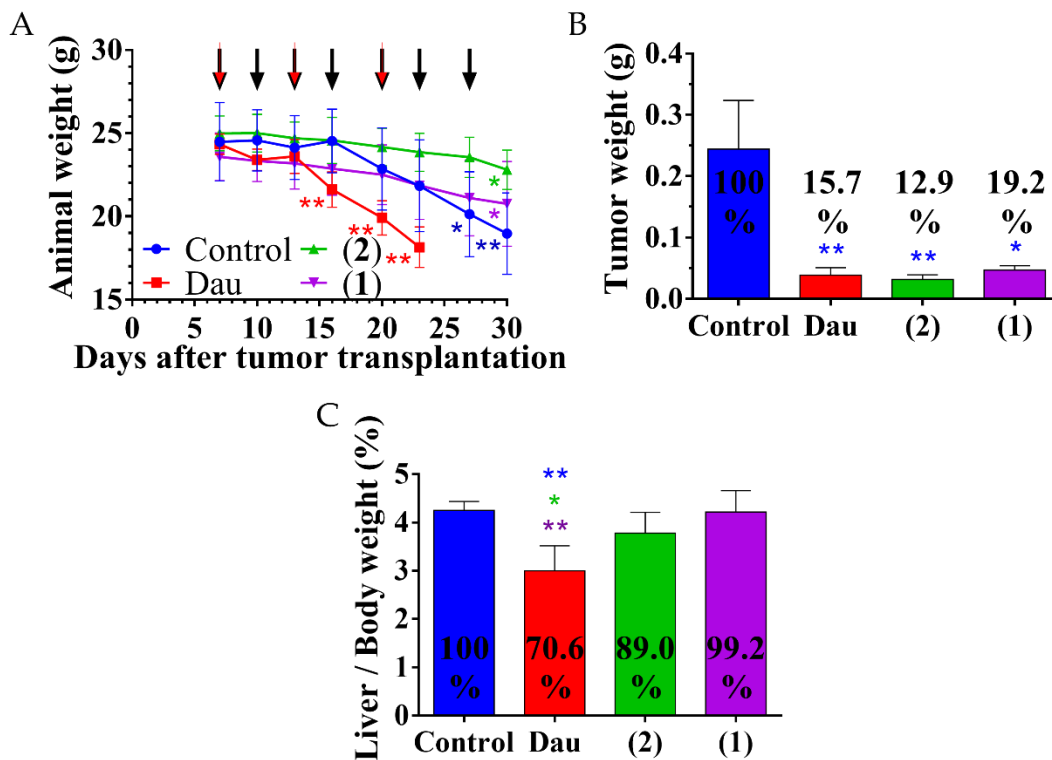 A
Animal weight (g)
30
25
20
15
** ** ** * ** * *
Control (2)
Dau (1)
0 5 10 15 20 25 30
Days after tumor transplantation
B
Tumor weight (g)
0.4
0.3
0.2
0.1
0.0
100 %
15.7 %
**
12.9 %
**
19.2 %
*
Control Dau (2) (1)
C
Liver / Body weight (%)
5
4
3
2
1
0
**
*
**
100 %
70.6 %
89.0 %
99.2 %
Control Dau (2) (1)